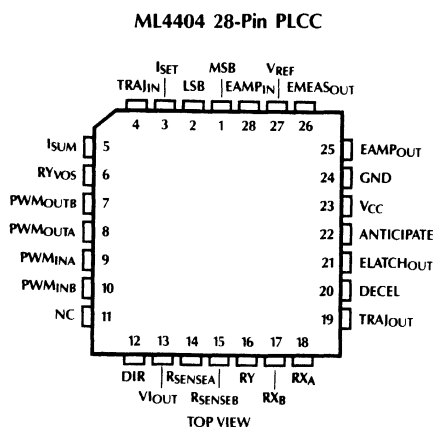 ML4404 28-Pin PLCC
ISET MSB VREF
TRAJIN LSB EAMPIN EMEASOUT
4 3 2 1 28 27 26
ISUM 5 25 EAMPOUT
RYVOS 6 24 GND
PWMOUTB 7 23 VCC
PWMOUTA 8 22 ANTICIPATE
PWMINA 9 21 ELATCHOUT
PWMINB 10 20 DECEL
NC 11 19 TRAJOUT
12 13 14 15 16 17 18
DIR RSENSEA RY RXA
VIOUT RSENSEB RXB
TOP VIEW